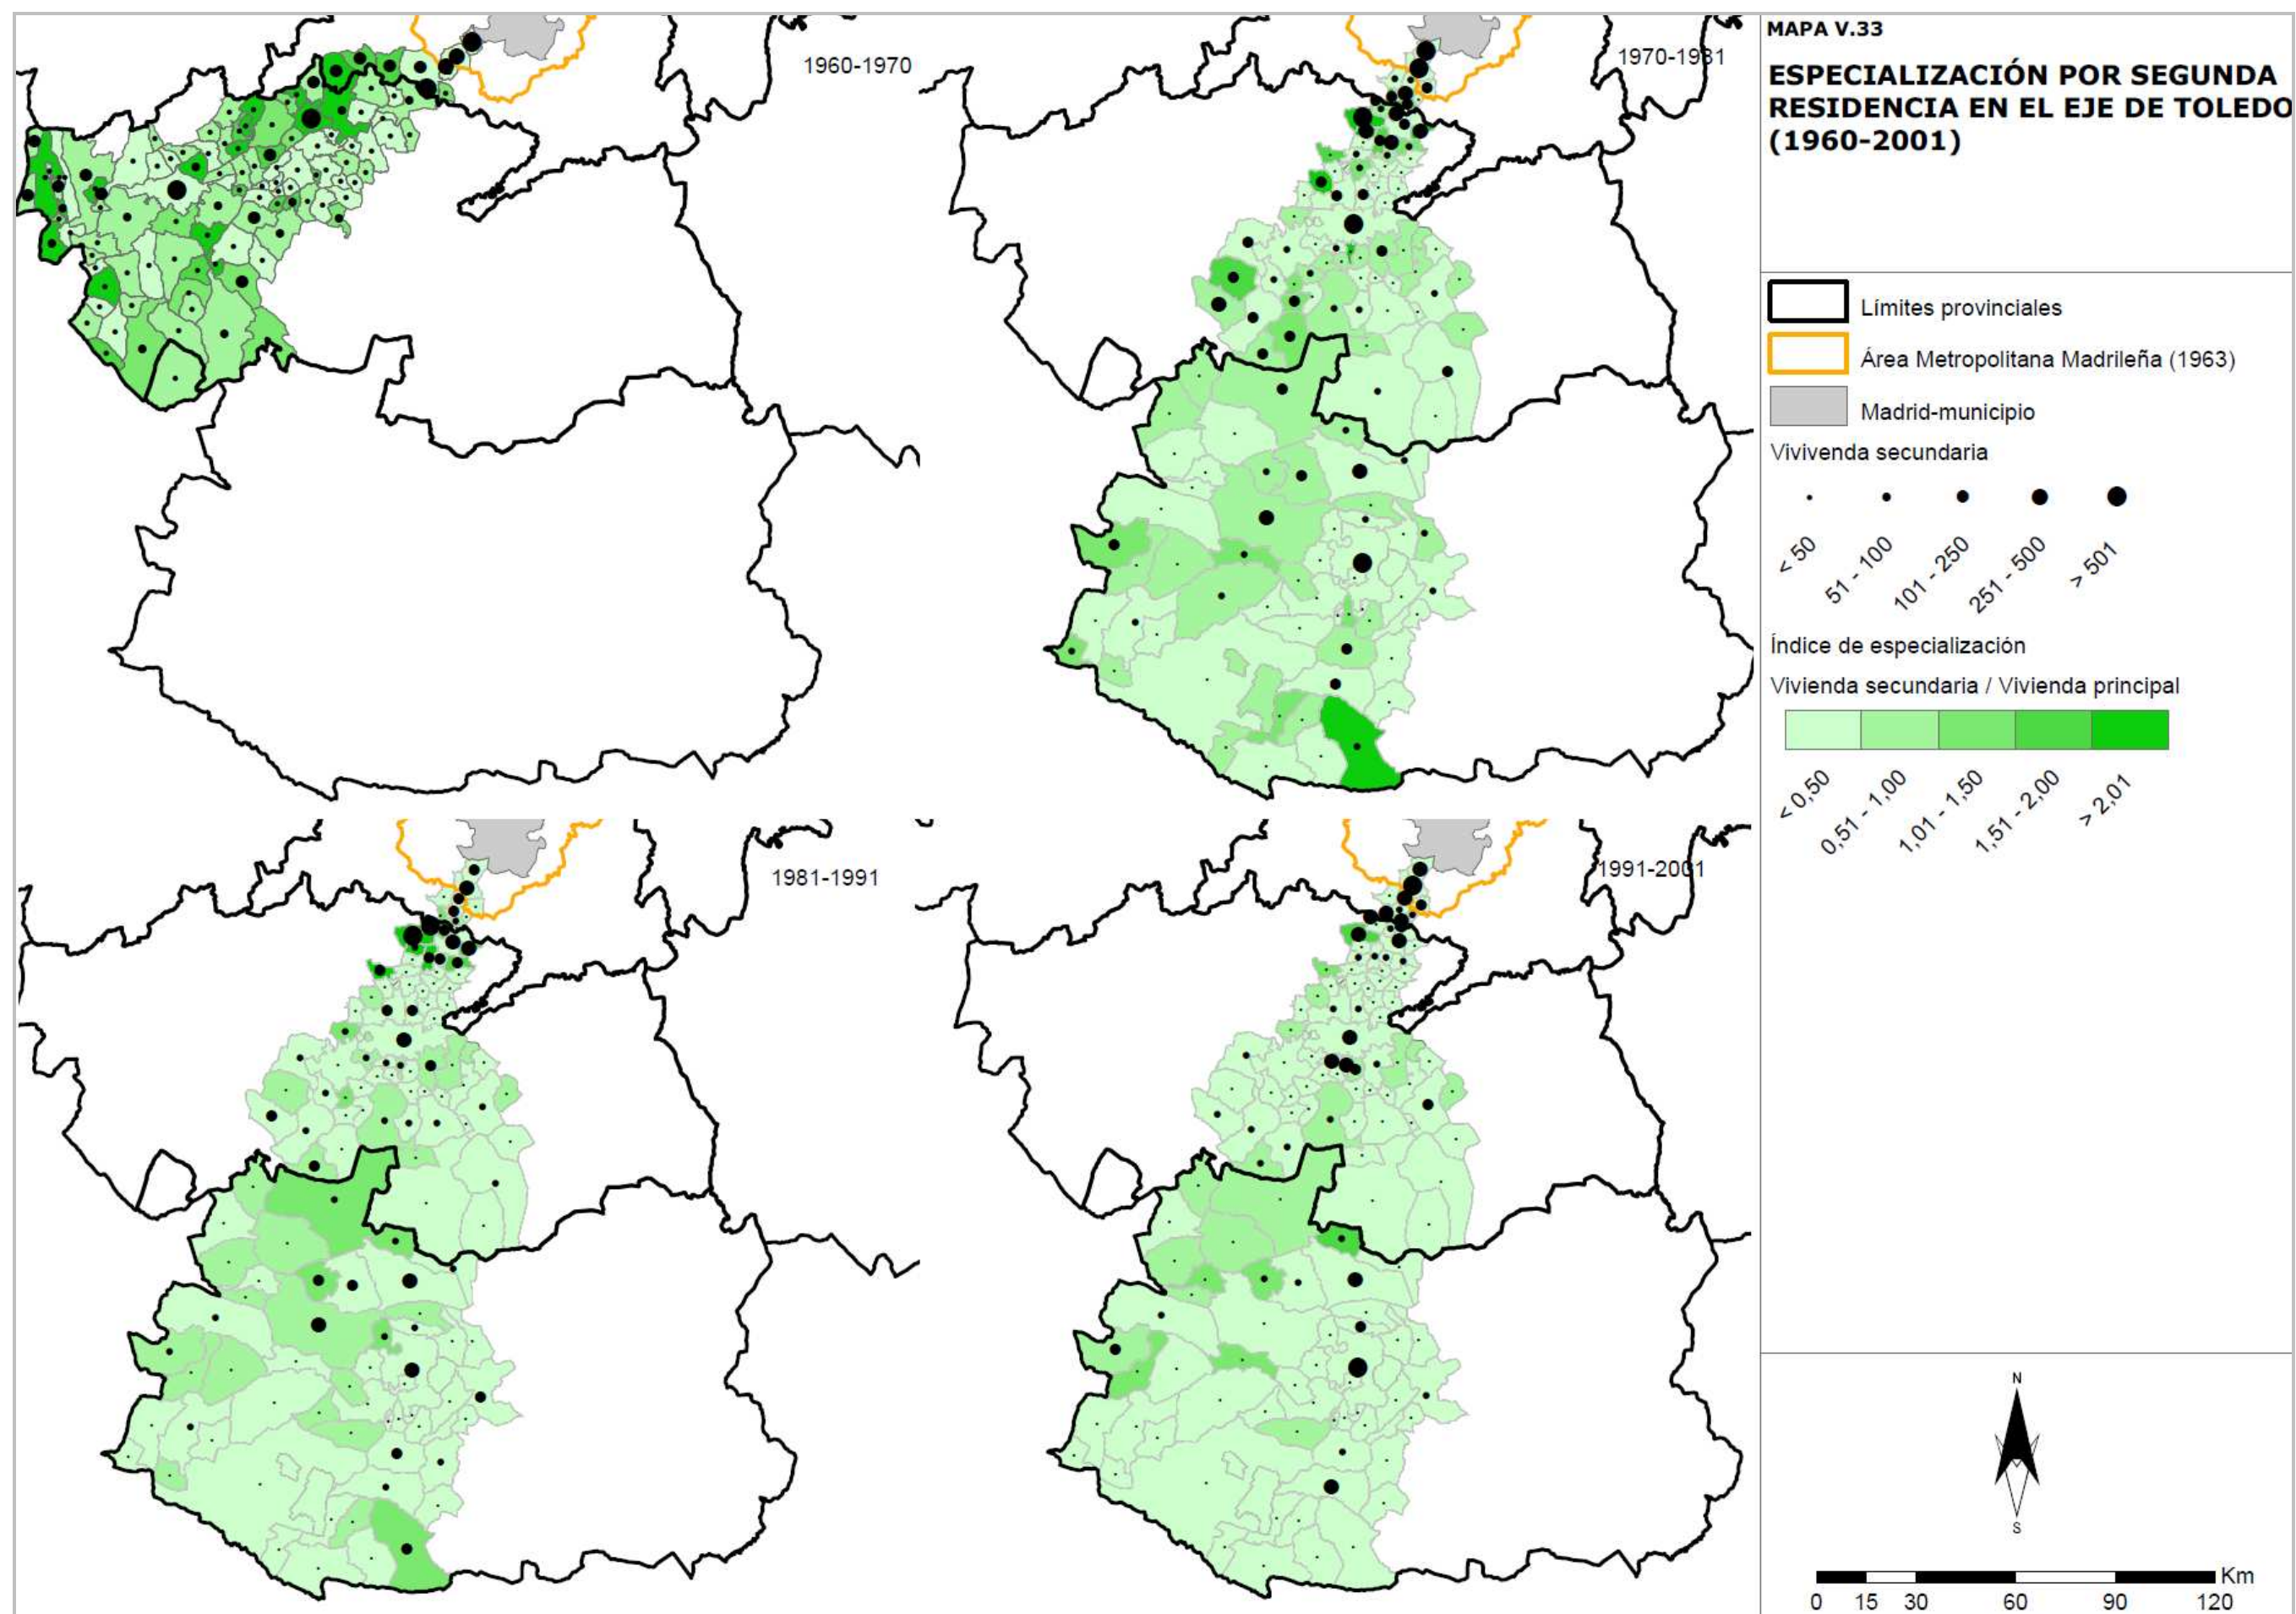 1960-1970
1970-1981
1981-1991
1991-2001
MAPA V.33
ESPECIALIZACIÓN POR SEGUNDA
RESIDENCIA EN EL EJE DE TOLEDO
(1960-2001)
Límites provinciales
Área Metropolitana Madrileña (1963)
Madrid-municipio
Vivivenda secundaria
< 50
51 - 100
101 - 250
251 - 500
> 501
Índice de especialización
Vivienda secundaria / Vivienda principal
< 0,50
0,51 - 1,00
1,01 - 1,50
1,51 - 2,00
> 2,01
N
S
Km
0 15 30 60 90 120